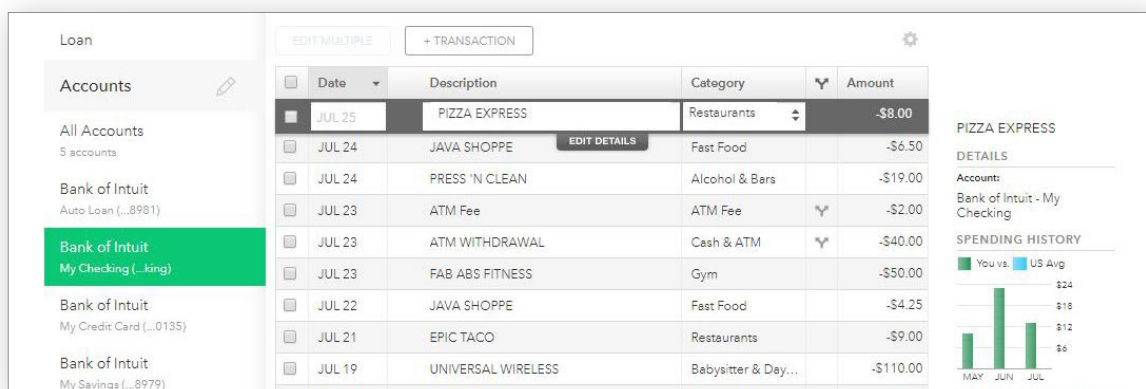 Loan
EDIT MULTIPLE
+ TRANSACTION
Accounts
All Accounts
5 accounts
Bank of Intuit
Auto Loan (...8981)
Bank of Intuit
My Checking (...king)
Bank of Intuit
My Credit Card (...0135)
Bank of Intuit
My Savings (...8979)
Date Description Category Amount
JUL 25 PIZZA EXPRESS Restaurants -$8.00
EDIT DETAILS
JUL 24 JAVA SHOPPE Fast Food -$6.50
JUL 24 PRESS 'N CLEAN Alcohol & Bars -$19.00
JUL 23 ATM Fee ATM Fee -$2.00
JUL 23 ATM WITHDRAWAL Cash & ATM -$40.00
JUL 23 FAB ABS FITNESS Gym -$50.00
JUL 22 JAVA SHOPPE Fast Food -$4.25
JUL 21 EPIC TACO Restaurants -$9.00
JUL 19 UNIVERSAL WIRELESS Babysitter & Day... -$110.00
PIZZA EXPRESS
DETAILS
Account:
Bank of Intuit - My
Checking
SPENDING HISTORY
You vs. US Avg
$24
$18
$12
$6
MAY JUN JUL